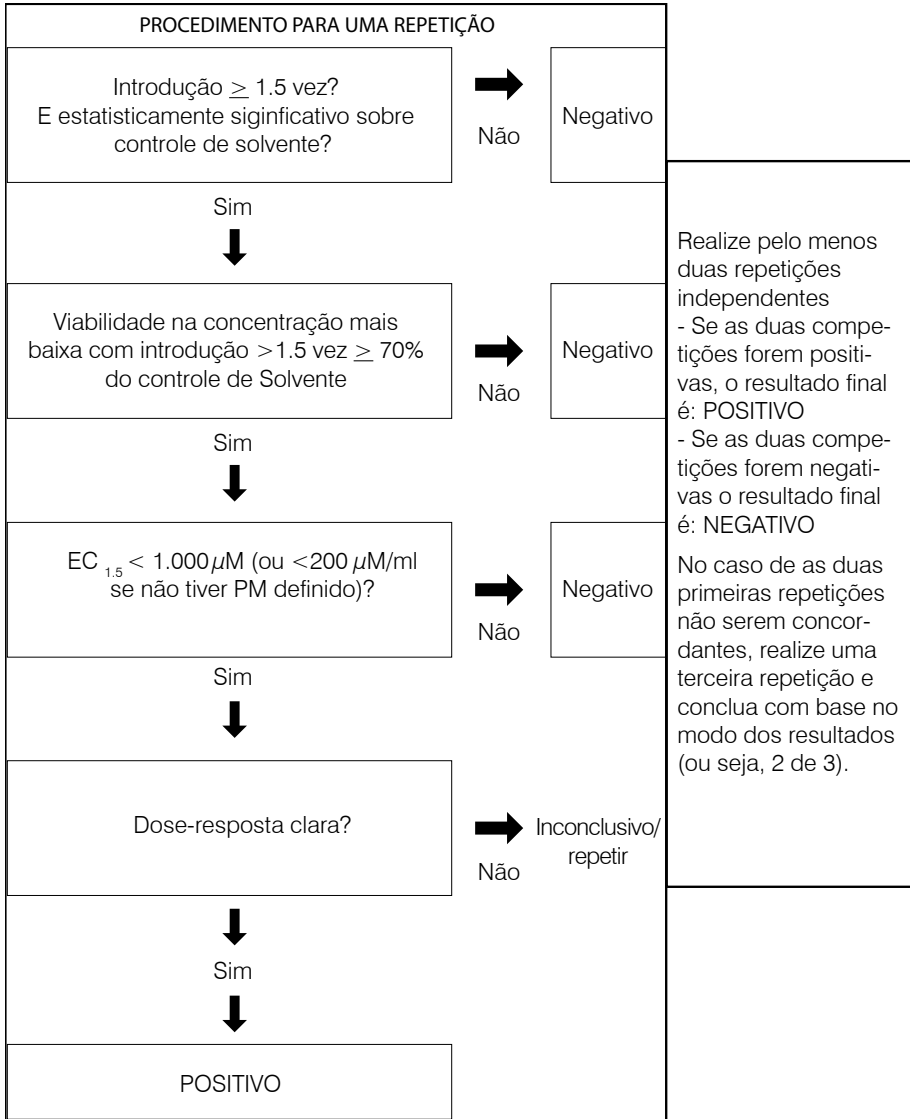 PROCEDIMENTO PARA UMA REPETIÇÃO
Introdução ≥ 1.5 vez?
E estatisticamente siginficativo sobre
controle de solvente?
Não
Negativo
Sim
Viabilidade na concentração mais
baixa com introdução >1.5 vez ≥ 70%
do controle de Solvente
Não
Negativo
Sim
EC 1.5 < 1.000 µM (ou <200 µM/ml
se não tiver PM definido)?
Não
Negativo
Sim
Dose-resposta clara?
Não
Inconclusivo/
repetir
Sim
POSITIVO
Realize pelo menos
duas repetições
independentes
- Se as duas compe-
tições forem positi-
vas, o resultado final
é: POSITIVO
- Se as duas compe-
tições forem negati-
vas o resultado final
é: NEGATIVO
No caso de as duas
primeiras repetições
não serem concor-
dantes, realize uma
terceira repetição e
conclua com base no
modo dos resultados
(ou seja, 2 de 3).